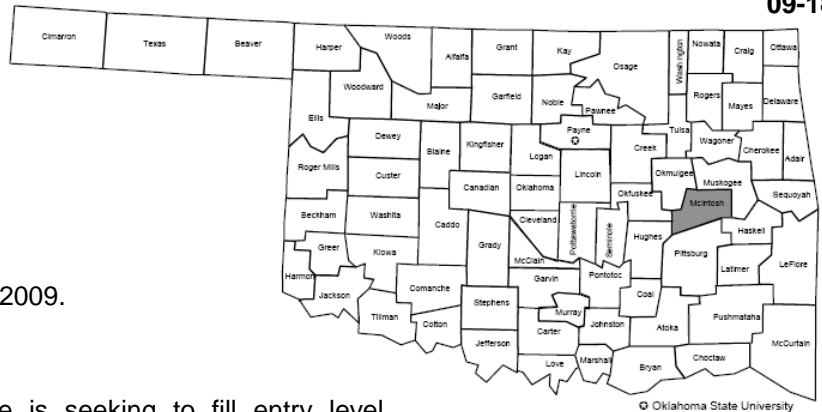 09-18
Cimarron
Texas
Beaver
Harper
Woods
Alfalfa
Grant
Kay
Osage
Washington
Nowata
Craig
Ottawa
Ellis
Woodward
Major
Garfield
Noble
Pawnee
Rogers
Mayes
Delaware
Dewey
Blaine
Kingfisher
Logan
Payne
Creek
Tulsa
Wagoner
Cherokee
Adair
Roger Mills
Custer
Canadian
Oklahoma
Lincoln
Okfuskee
Okmulgee
Muskogee
Sequoyah
Beckham
Washita
Caddo
Grady
Cleveland
Pottawatomie
Seminole
Hughes
McIntosh
Haskell
Greer
Kiowa
McClain
Pontotoc
Pittsburg
Latimer
LeFlore
Harmon
Jackson
Comanche
Stephens
Garvin
Murray
Coal
Tillman
Cotton
Jefferson
Carter
Johnston
Atoka
Pushmataha
McCurtain
Love
Marshall
Bryan
Choctaw
2009.
is seeking to fill entry level
Oklahoma State University